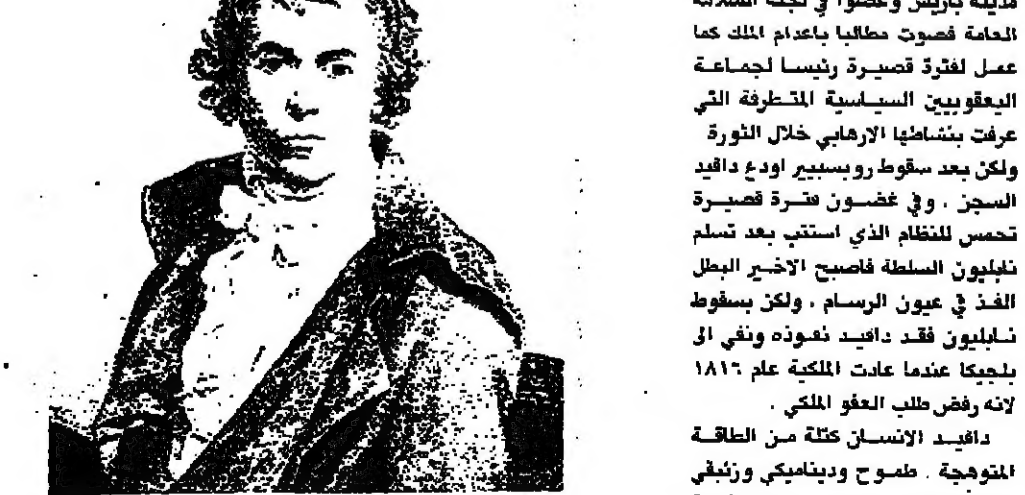 مدينة باريس وعضوا في لجنة السلامة
العامة فصوت مطالبا باعدام الملك كما
عمل لفترة قصيرة رئيسا لجماعة
اليعقوبيين السياسية المتطرفة التي
عرفت بنشاطها الارهابي خلال الثورة
ولكن بعد سقوط روبسبيير اودع دافيد
السجن . وفي غضون فترة قصيرة
تحمس للنظام الذي استتب بعد تسلم
نابليون السلطة فاصبح الاخير البطل
الفذ في عيون الرسام . ولكن بسقوط
نابليون فقد دافيد نفوذه ونفي الى
بلجيكا عندما عادت الملكية عام ١٨١٦
لانه رفض طلب العفو الملكي .
دافيد الانسان كتلة من الطاقة
المتوهجة . طموح وديناميكي وزئبقي